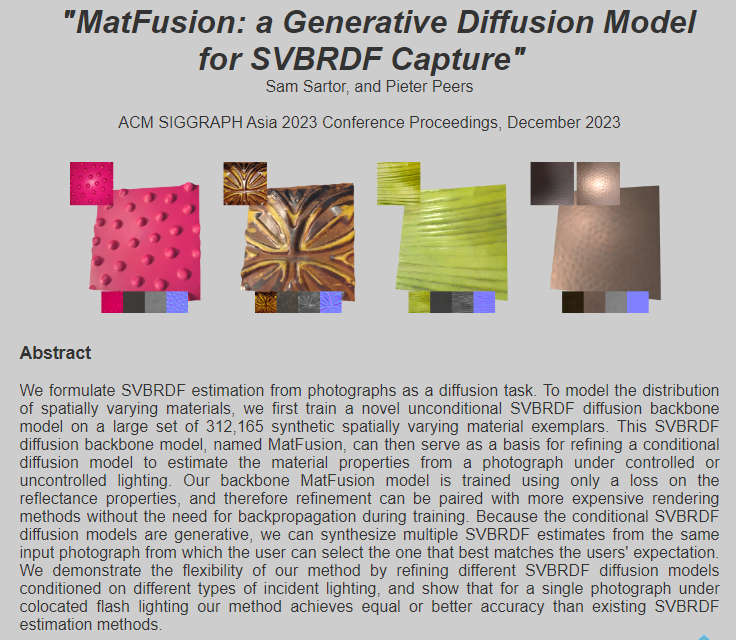 "MatFusion: a Generative Diffusion Model
for SVBRDF Capture"
Sam Sartor, and Pieter Peers
ACM SIGGRAPH Asia 2023 Conference Proceedings, December 2023
Abstract
We formulate SVBRDF estimation from photographs as a diffusion task. To model the distribution
of spatially varying materials, we first train a novel unconditional SVBRDF diffusion backbone
model on a large set of 312,165 synthetic spatially varying material exemplars. This SVBRDF
diffusion backbone model, named MatFusion, can then serve as a basis for refining a conditional
diffusion model to estimate the material properties from a photograph under controlled or
uncontrolled lighting. Our backbone MatFusion model is trained using only a loss on the
reflectance properties, and therefore refinement can be paired with more expensive rendering
methods without the need for backpropagation during training. Because the conditional SVBRDF
diffusion models are generative, we can synthesize multiple SVBRDF estimates from the same
input photograph from which the user can select the one that best matches the users' expectation.
We demonstrate the flexibility of our method by refining different SVBRDF diffusion models
conditioned on different types of incident lighting, and show that for a single photograph under
colocated flash lighting our method achieves equal or better accuracy than existing SVBRDF
estimation methods.